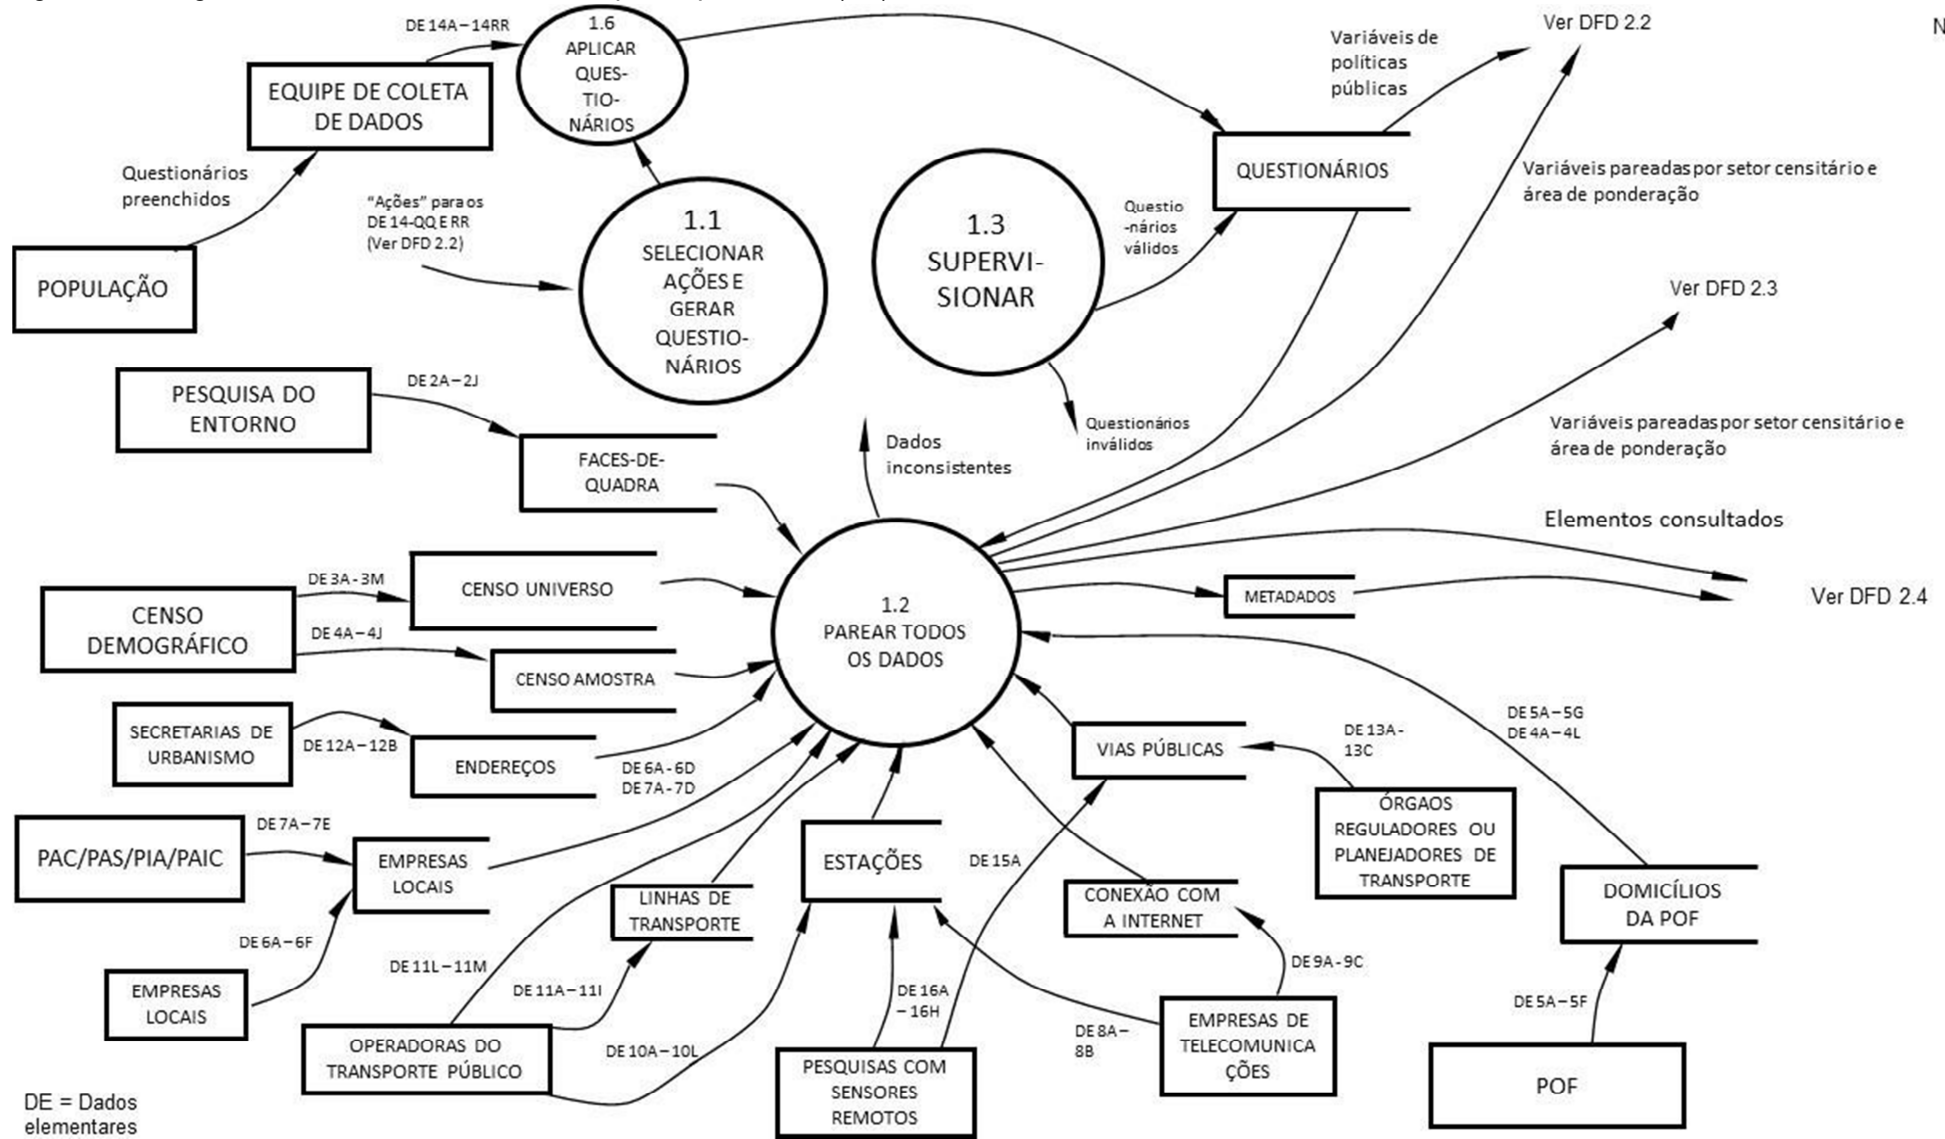 DE 14A – 14RR
1.6
APLICAR
QUES-
TIO-
NÁRIOS
EQUIPE DE COLETA
DE DADOS
Questionários
preenchidos
POPULAÇÃO
"Ações" para os
DE 14-QQ E RR
(Ver DFD 2.2)
1.1
SELECIONAR
AÇÕES E
GERAR
QUESTIO-
NÁRIOS
1.3
SUPERVI-
SIONAR
Questio
-nários
válidos
Questionários
inválidos
QUESTIONÁRIOS
Variáveis de
políticas
públicas
Ver DFD 2.2
N
Variáveis pareadas por setor censitário e
área de ponderação
Ver DFD 2.3
Variáveis pareadas por setor censitário e
área de ponderação
Elementos consultados
Ver DFD 2.4
METADADOS
PESQUISA DO
ENTORNO
DE 2A – 2J
FACES-DE-
QUADRA
Dados
inconsistentes
1.2
PAREAR TODOS
OS DADOS
CENSO
DEMOGRÁFICO
DE 3A - 3M
CENSO UNIVERSO
DE 4A – 4J
CENSO AMOSTRA
SECRETARIAS DE
URBANISMO
DE 12A – 12B
ENDEREÇOS
DE 6A - 6D
DE 7A - 7D
PAC/PAS/PIA/PAIC
DE 7A – 7E
EMPRESAS
LOCAIS
DE 6A – 6F
EMPRESAS
LOCAIS
DE 11L – 11M
LINHAS DE
TRANSPORTE
DE 11A – 11I
OPERADORAS DO
TRANSPORTE PÚBLICO
DE 10A – 10L
ESTAÇÕES
DE 15A
DE 16A
– 16H
PESQUISAS COM
SENSORES
REMOTOS
VIAS PÚBLICAS
DE 13A -
13C
ÓRGAOS
REGULADORES OU
PLANEJADORES DE
TRANSPORTE
CONEXÃO COM
A INTERNET
DE 9A - 9C
DE 8A –
8B
EMPRESAS DE
TELECOMUNICA
ÇÕES
DE 5A – 5G
DE 4A – 4L
DOMICÍLIOS
DA POF
DE 5A – 5F
POF
DE = Dados
elementares